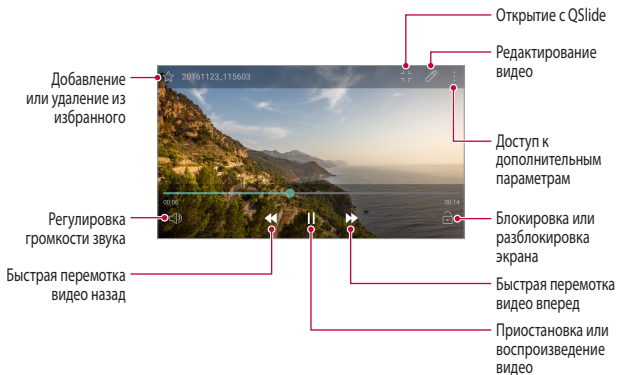 Открытие с QSlide
Редактирование
видео
Добавление
или удаление из
избранного
20161123_115603
Доступ к
дополнительным
параметрам
00:06
00:14
Регулировка
громкости звука
Блокировка или
разблокировка
экрана
Быстрая перемотка
видео назад
Быстрая перемотка
видео вперед
Приостановка или
воспроизведение
видео